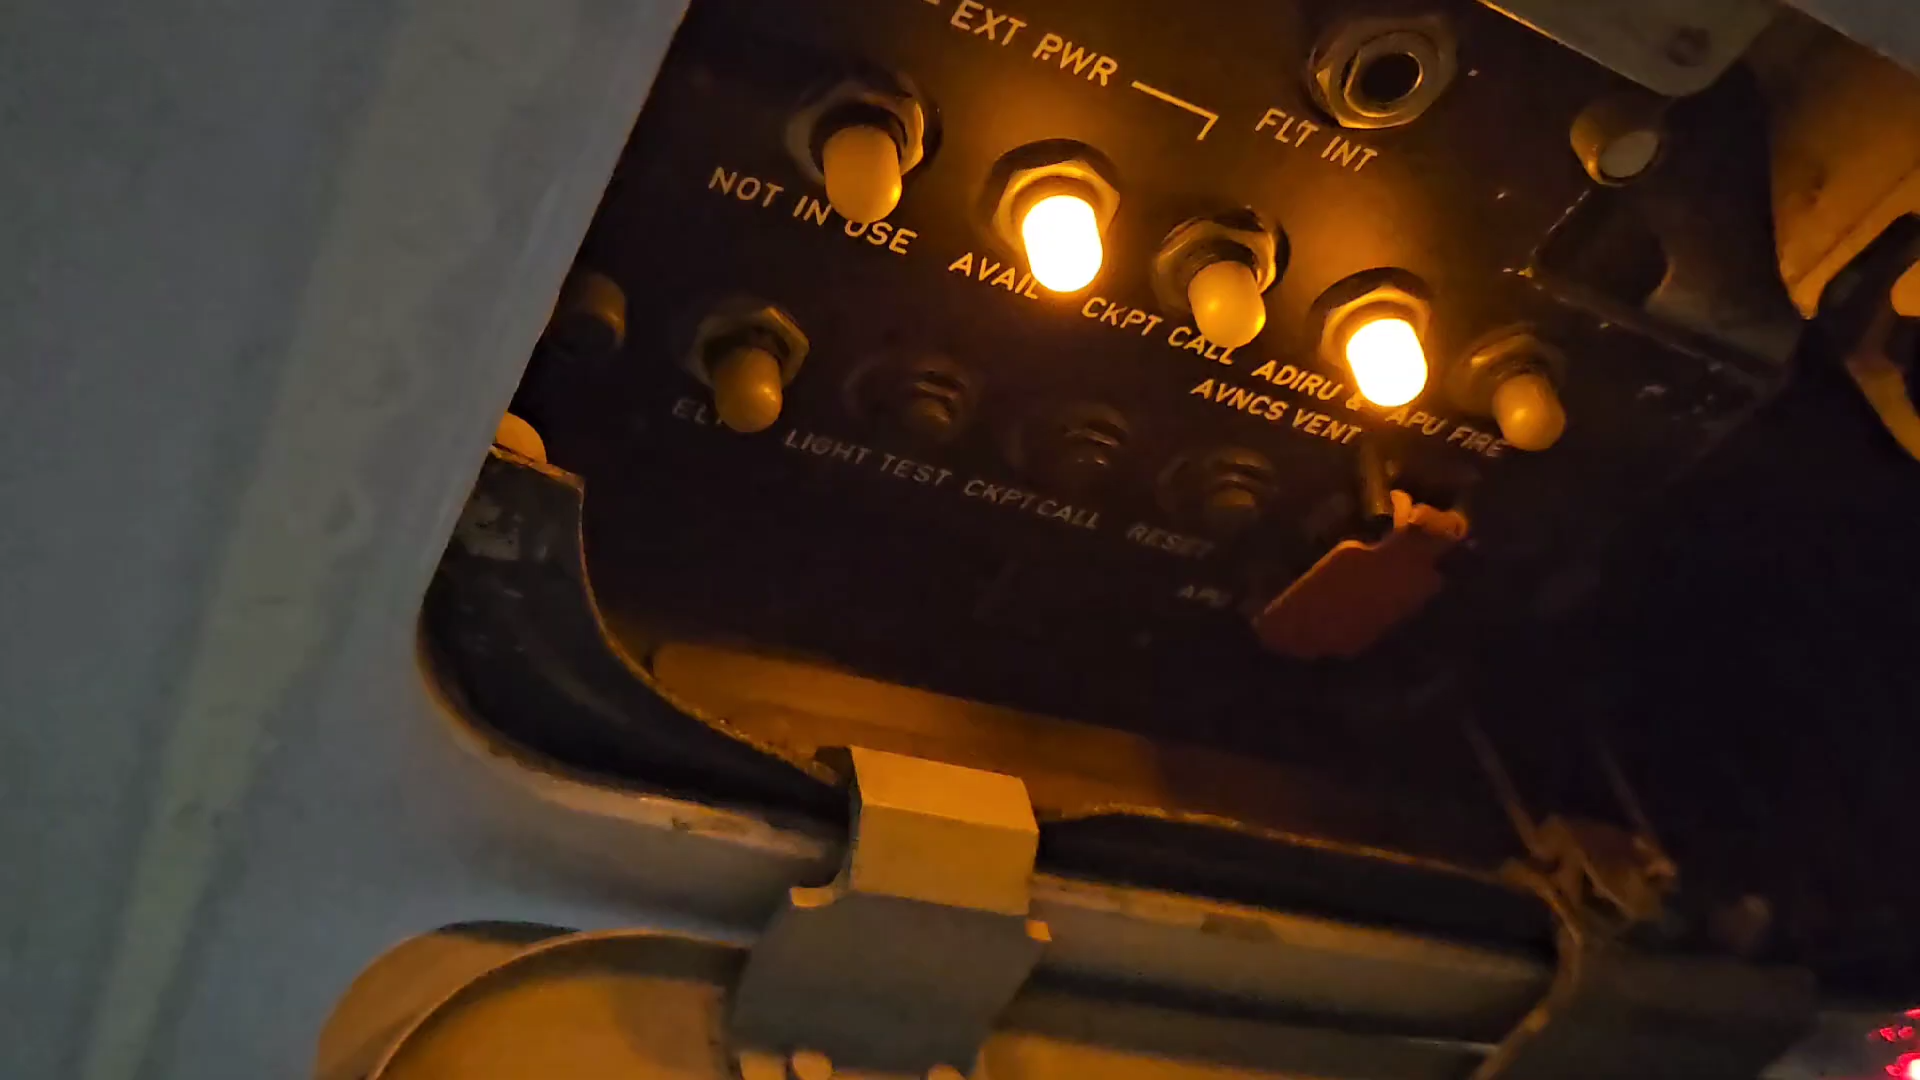 EXT PWR
FLT INT
NOT IN USE
AVAIL
CKPT CALL
ADIRU &
AVNCS VENT
APU FIRE
LIGHT TEST
CKPT CALL
RESET
APU